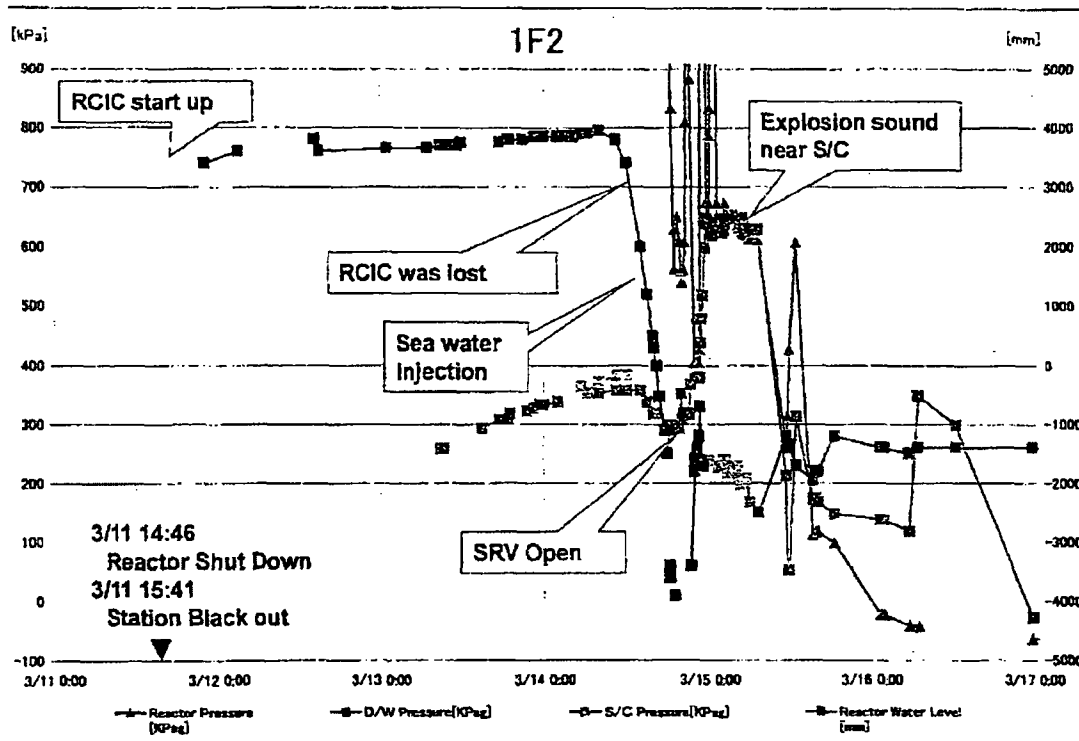 [kPa]
1F2
[mm]
900
800
700
600
500
400
300
200
100
0
-100
5000
4000
3000
2000
1000
0
-1000
-2000
-3000
-4000
-5000
RCIC start up
Explosion sound
near S/C
RCIC was lost
Sea water
Injection
SRV Open
3/11 14:46
Reactor Shut Down
3/11 15:41
Station Black out
3/11 0:00
3/12 0:00
3/13 0:00
3/14 0:00
3/15 0:00
3/16 0:00
3/17 0:00
Reactor Pressure
[KPag]
D/W Pressure[KPag]
S/C Pressure[KPag]
Reactor Water Level
[mm]